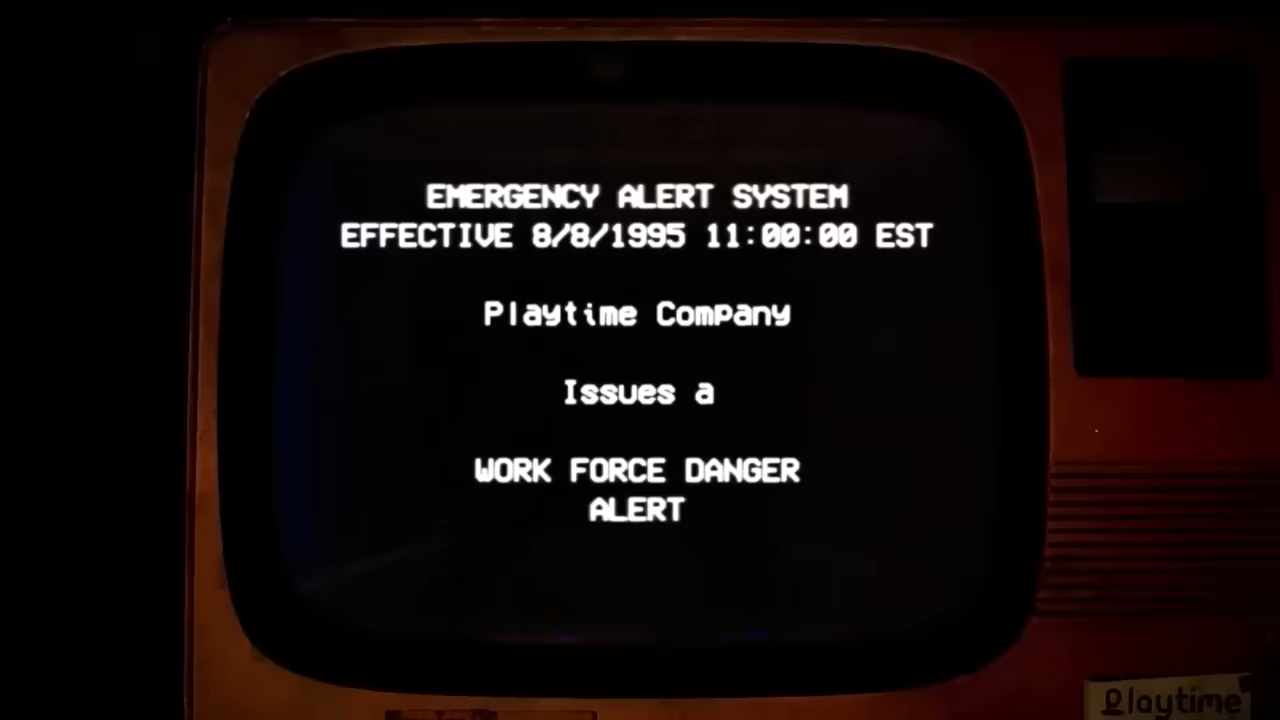 EMERGENCY ALERT SYSTEM
EFFECTIVE 8/8/1995 11:00:00 EST
Playtime Company
Issues a
WORK FORCE DANGER
ALERT
Playtime